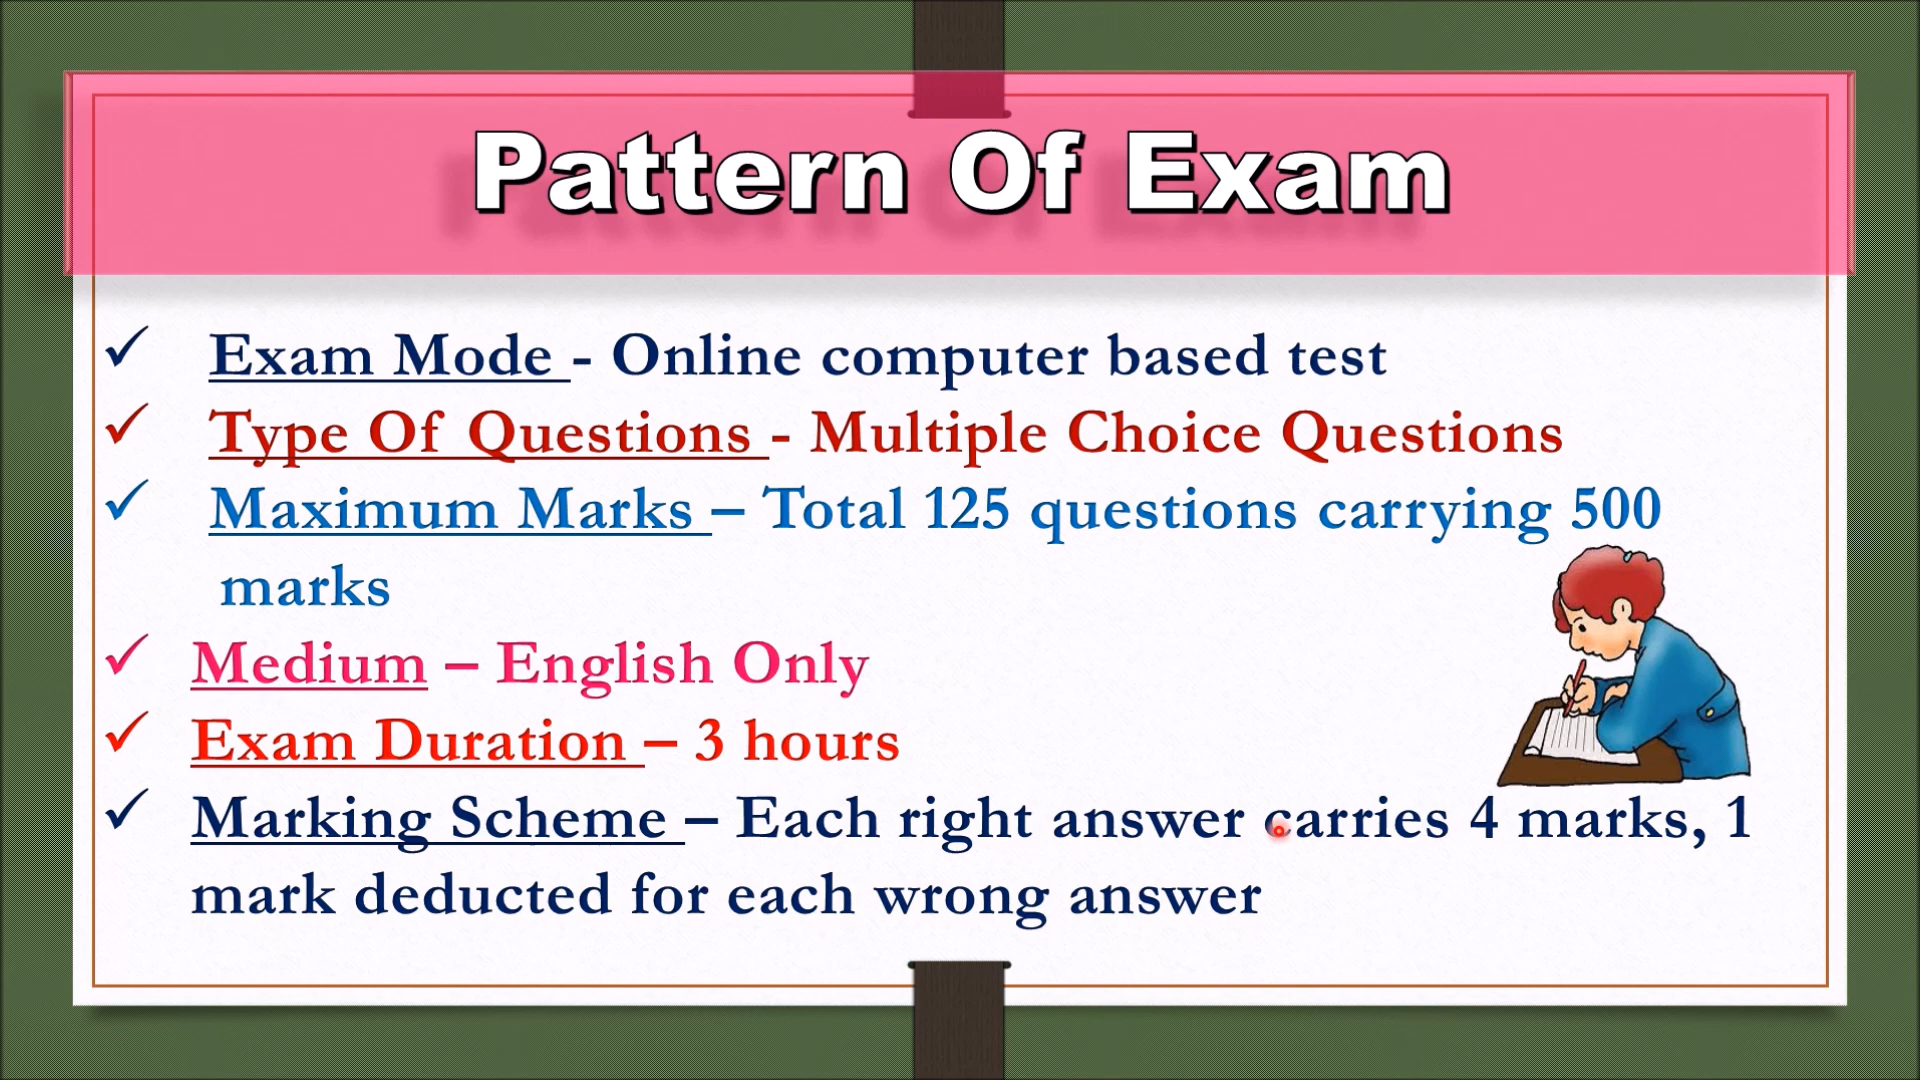 Pattern Of Exam
✓ Exam Mode - Online computer based test
✓ Type Of Questions - Multiple Choice Questions
✓ Maximum Marks – Total 125 questions carrying 500
marks
✓ Medium – English Only
✓ Exam Duration – 3 hours
✓ Marking Scheme – Each right answer carries 4 marks, 1
mark deducted for each wrong answer